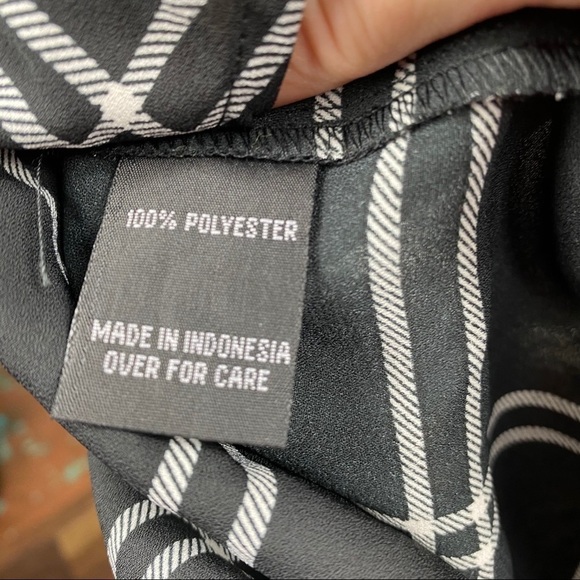 100% POLYESTER
MADE IN INDONESIA
OVER FOR CARE